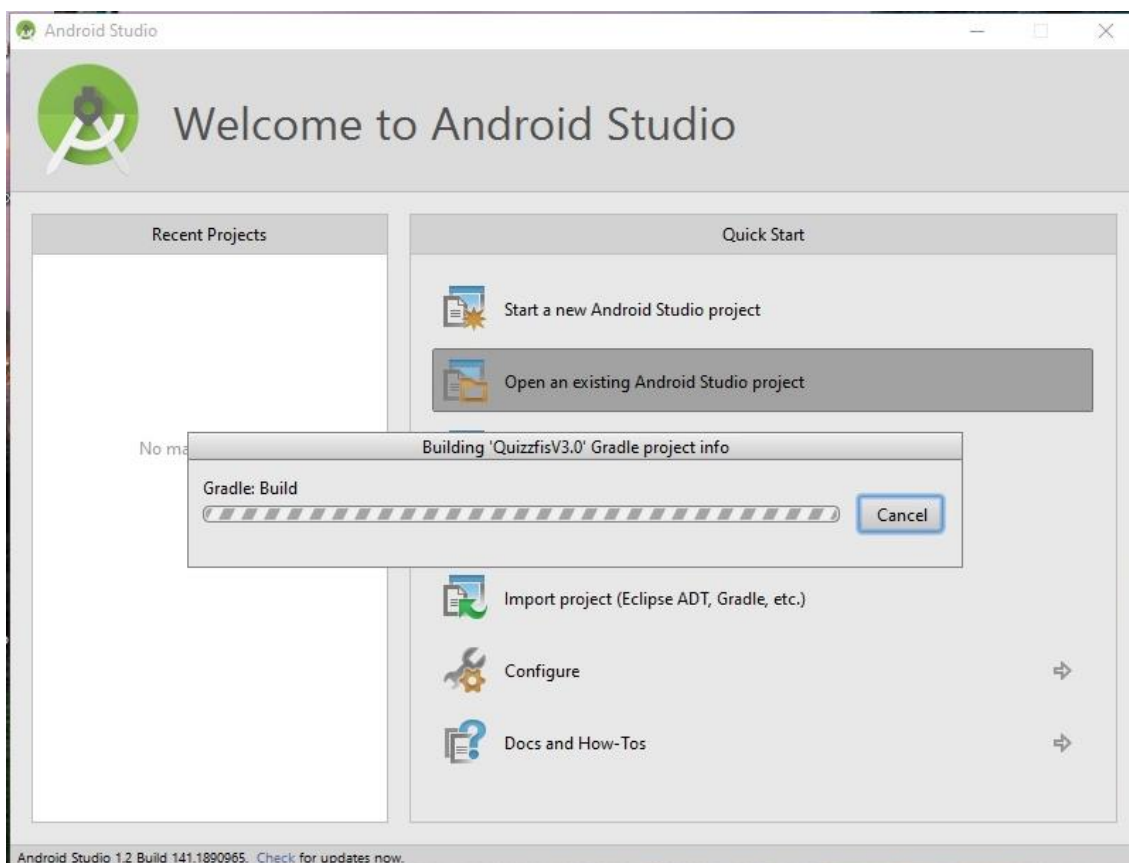 Android Studio
Welcome to Android Studio
Recent Projects
No ma
Quick Start
Start a new Android Studio project
Open an existing Android Studio project
Building 'QuizzfisV3.0' Gradle project info
Gradle: Build
Cancel
Import project (Eclipse ADT, Gradle, etc.)
Configure
Docs and How-Tos
Android Studio 1.2 Build 141.1890965. Check for updates now.